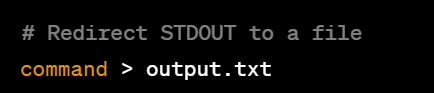 # Redirect STDOUT to a file
command > output.txt